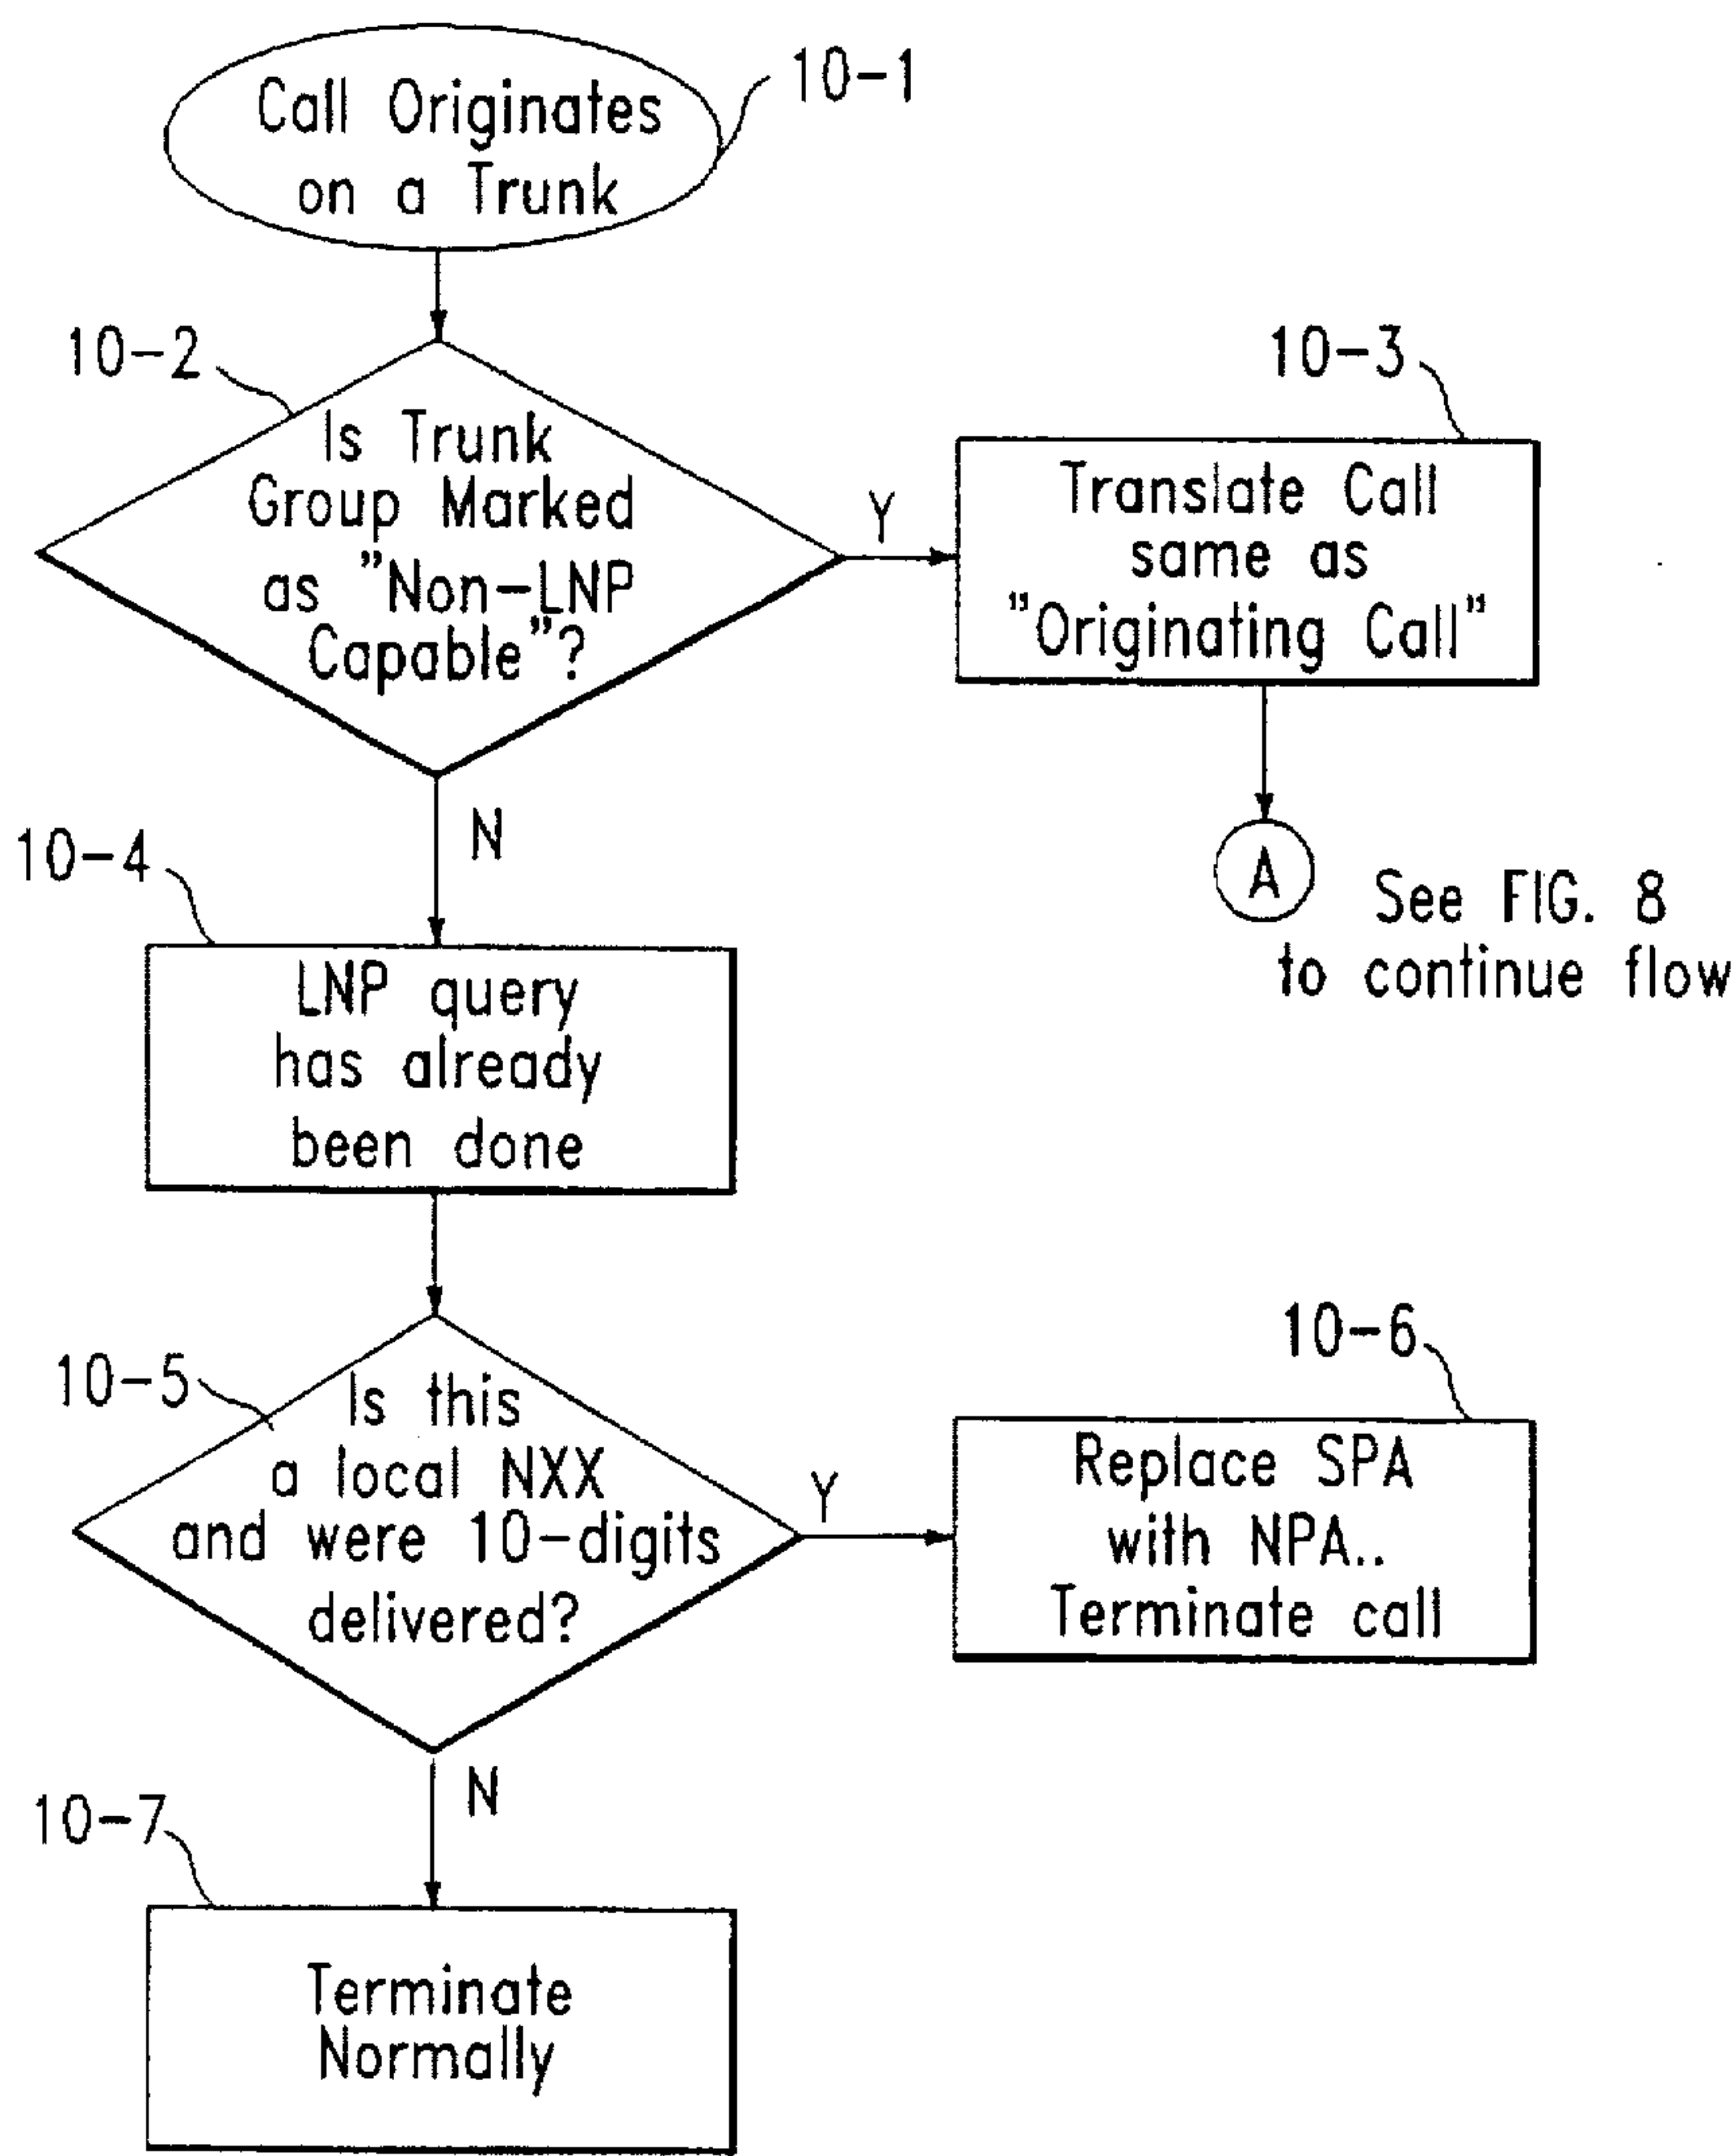 Call Originates
on a Trunk
10-1
10-2
Is Trunk
Group Marked
as "Non-LNP
Capable"?
Y
10-3
Translate Call
same as
"Originating Call"
A
See FIG. 8
to continue flow
N
10-4
LNP query
has already
been done
10-5
Is this
a local NXX
and were 10-digits
delivered?
Y
10-6
Replace SPA
with NPA..
Terminate call
N
10-7
Terminate
Normally